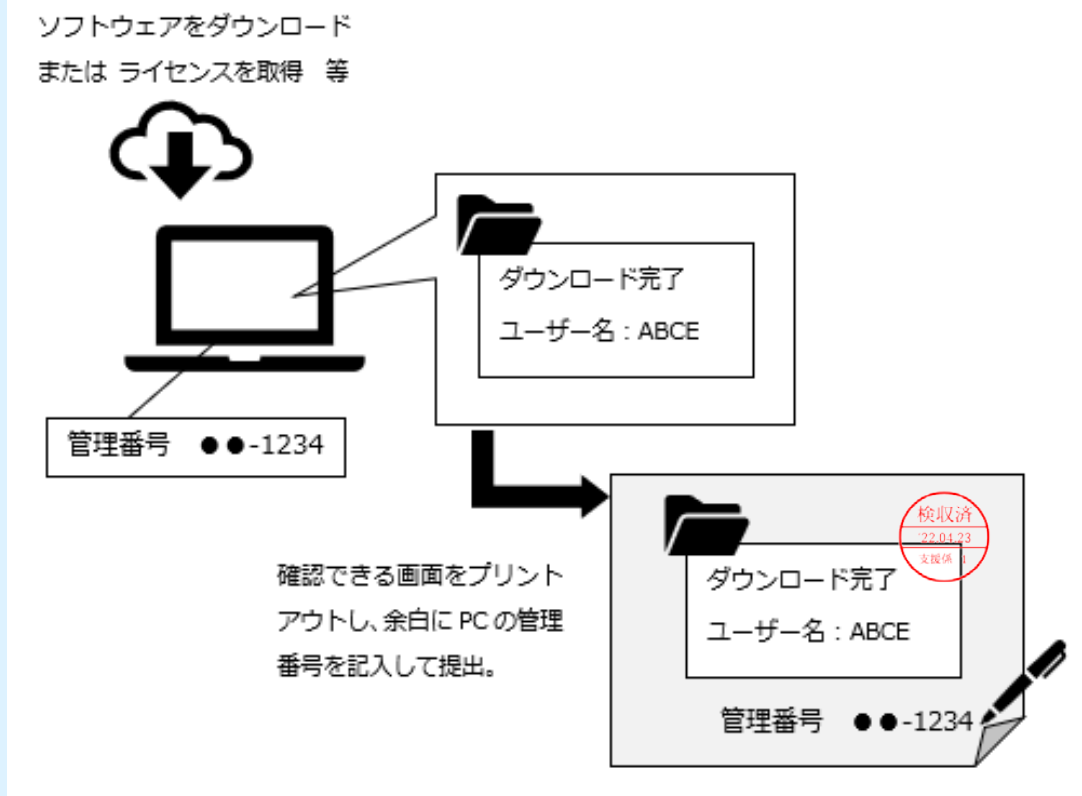 ソフトウェアをダウンロード
または ライセンスを取得　等
ダウンロード完了
ユーザー名：ABCE
管理番号　●●-1234
確認できる画面をプリント
アウトし、余白に PC の管理
番号を記入して提出。
検収済
'22.04.23
支援係
ダウンロード完了
ユーザー名：ABCE
管理番号　●●-1234